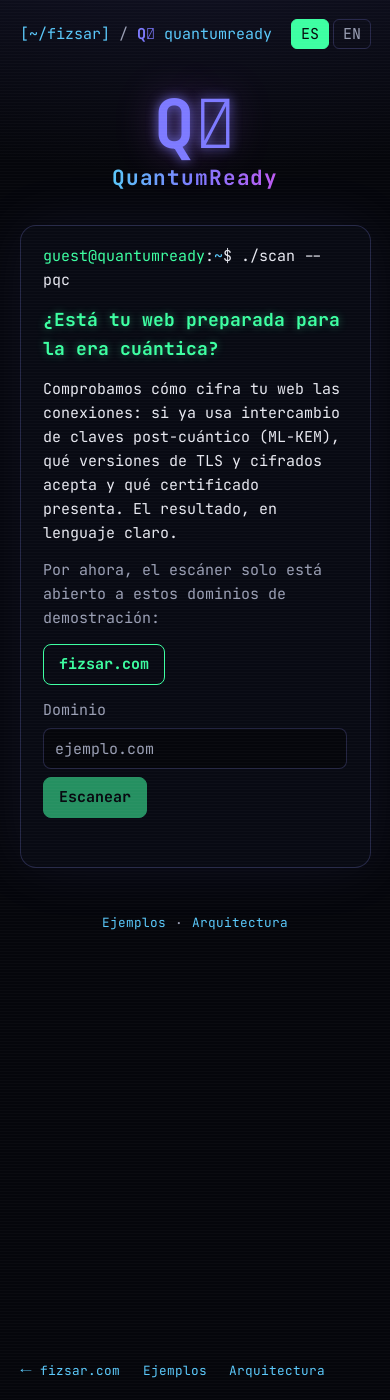 [~/fizsar] / Q quantumready ES EN
Q
QuantumReady
guest@quantumready:~$ ./scan --
pqc
¿Está tu web preparada para
la era cuántica?
Comprobamos cómo cifra tu web las
conexiones: si ya usa intercambio
de claves post-cuántico (ML-KEM),
qué versiones de TLS y cifrados
acepta y qué certificado
presenta. El resultado, en
lenguaje claro.
Por ahora, el escáner solo está
abierto a estos dominios de
demostración:
fizsar.com
Dominio
ejemplo.com
Escanear
Ejemplos · Arquitectura
← fizsar.com Ejemplos Arquitectura